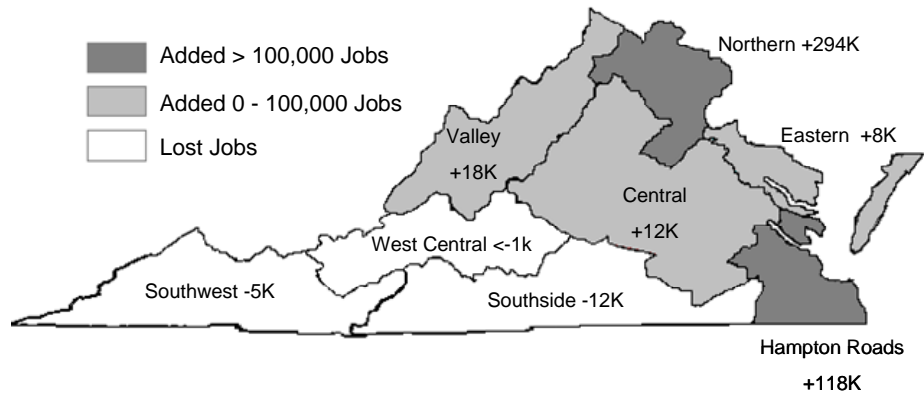 Northern +294K
Added > 100,000 Jobs
Added 0 - 100,000 Jobs
Lost Jobs
Valley
+18K
Eastern +8K
Central
+12K
West Central <-1k
Southwest -5K
Southside -12K
Hampton Roads
+118K